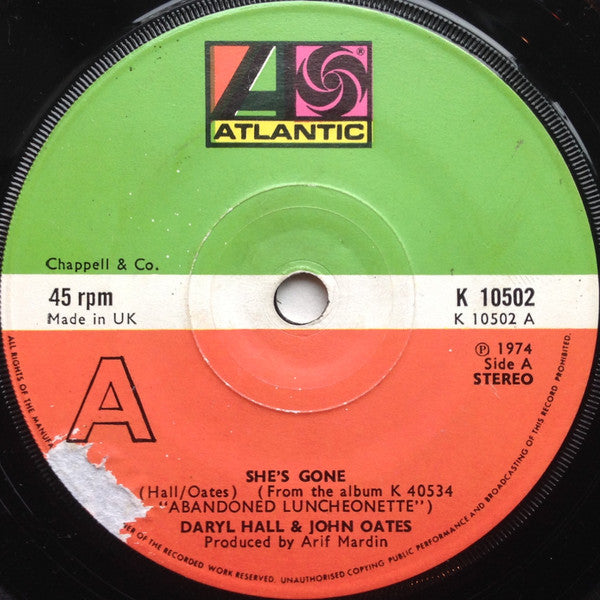 ATLANTIC
®
Chappell & Co.
45 rpm
Made in UK
K 10502
K 10502 A
℗ 1974
Side A
STEREO
A
SHE'S GONE
(Hall/Oates) (From the album K 40534
"ABANDONED LUNCHEONETTE")
DARYL HALL & JOHN OATES
Produced by Arif Mardin
ALL RIGHTS OF THE OF THE RECORDED WORK RESERVED. UNAUTHORISED COPYING PUBLIC PERFORMANCE AND BROADCASTING OF THIS RECORD PROHIBITED.